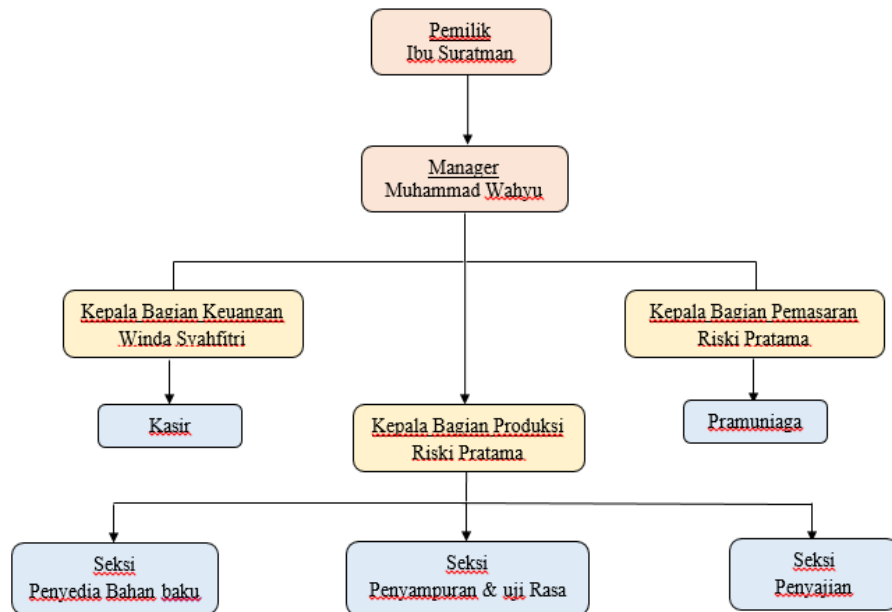 Pemilik
Ibu Suratman
Manager
Muhammad Wahyu
Kepala Bagian Keuangan
Winda Syahfitri
Kepala Bagian Pemasaran
Riski Pratama
Kasir
Kepala Bagian Produksi
Riski Pratama
Pramuniaga
Seksi
Penyedia Bahan baku
Seksi
Penyampuran & uji Rasa
Seksi
Penyajian